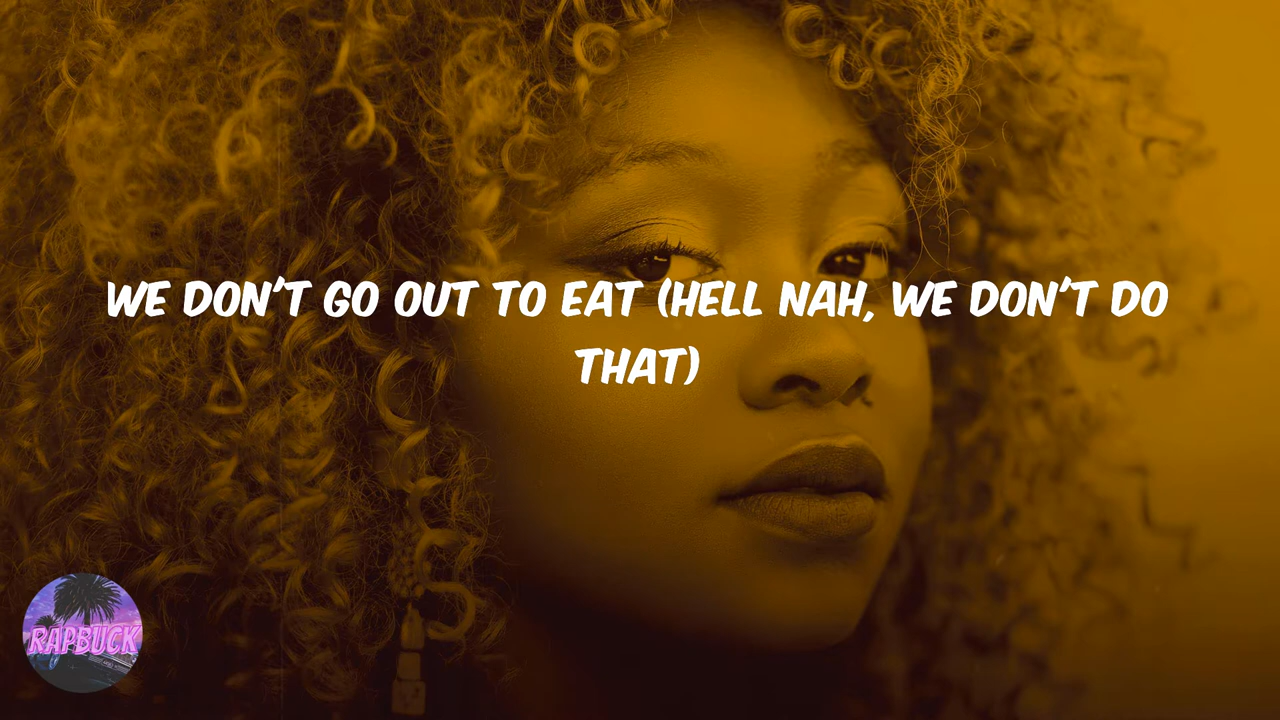 WE DON'T GO OUT TO EAT (HELL NAH, WE DON'T DO
THAT)
RAPBUCK